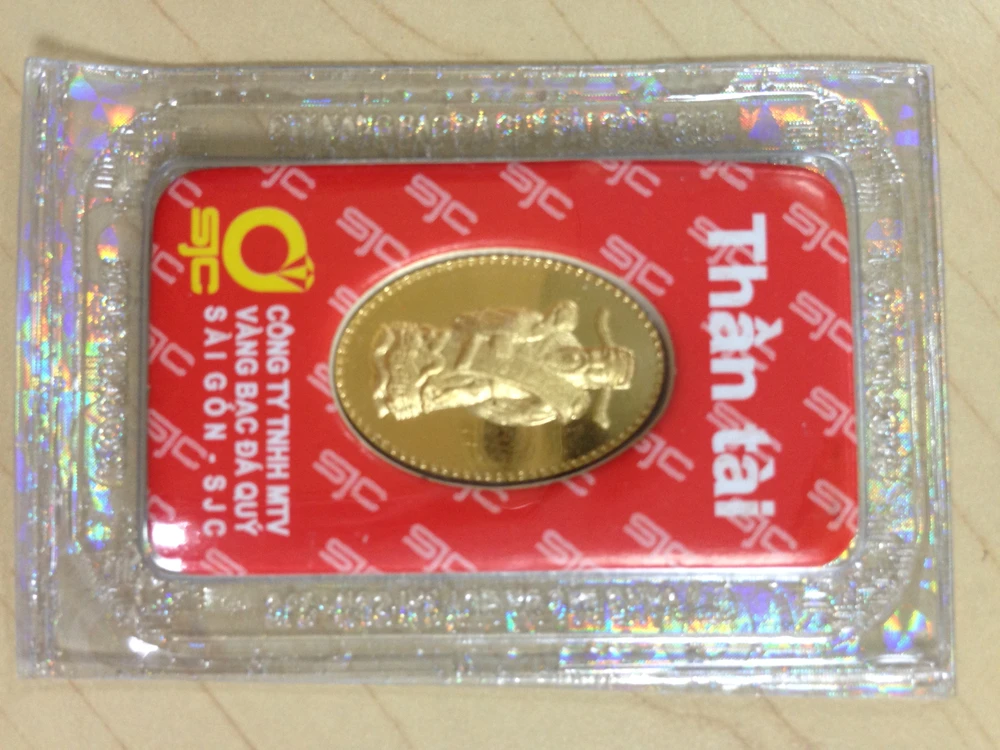 Thần tài
sjc
CÔNG TY TNHH MTV
VÀNG BẠC ĐÁ QUÝ
SÀI GÒN - SJC